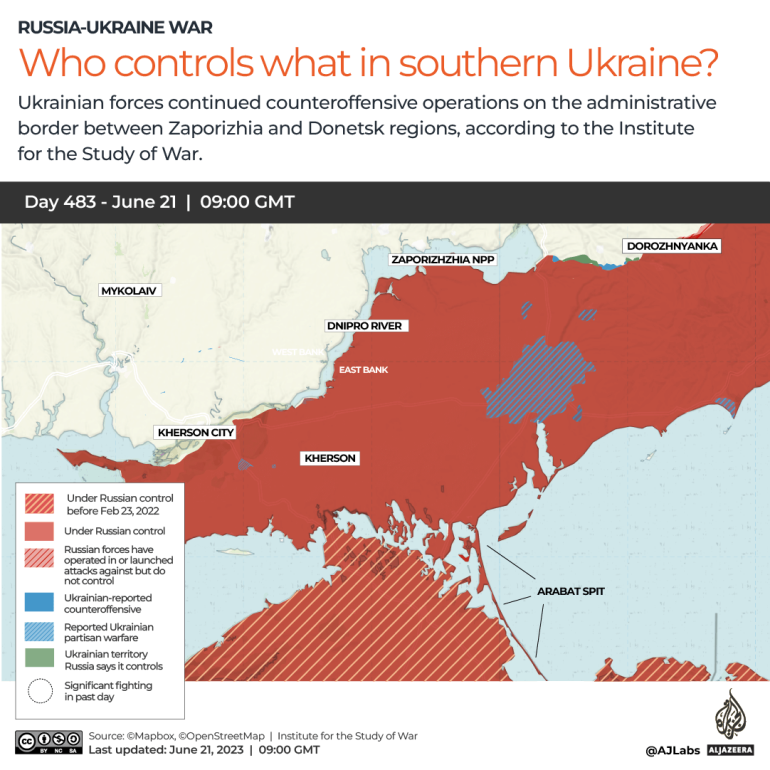 RUSSIA-UKRAINE WAR
Who controls what in southern Ukraine?
Ukrainian forces continued counteroffensive operations on the administrative
border between Zaporizhia and Donetsk regions, according to the Institute
for the Study of War.
Day 483 - June 21 | 09:00 GMT
DOROZHNYANKA
ZAPORIZHZHIA NPP
MYKOLAIV
DNIPRO RIVER
WEST BANK
EAST BANK
KHERSON CITY
KHERSON
ARABAT SPIT
Under Russian control
before Feb 23, 2022
Under Russian control
Russian forces have
operated in or launched
attacks against but do
not control
Ukrainian-reported
counteroffensive
Reported Ukrainian
partisan warfare
Ukrainian territory
Russia says it controls
Significant fighting
in past day
CC BY NC SA
Source: ©Mapbox, ©OpenStreetMap | Institute for the Study of War
Last updated: June 21, 2023 | 09:00 GMT
@AJLabs
ALJAZEERA